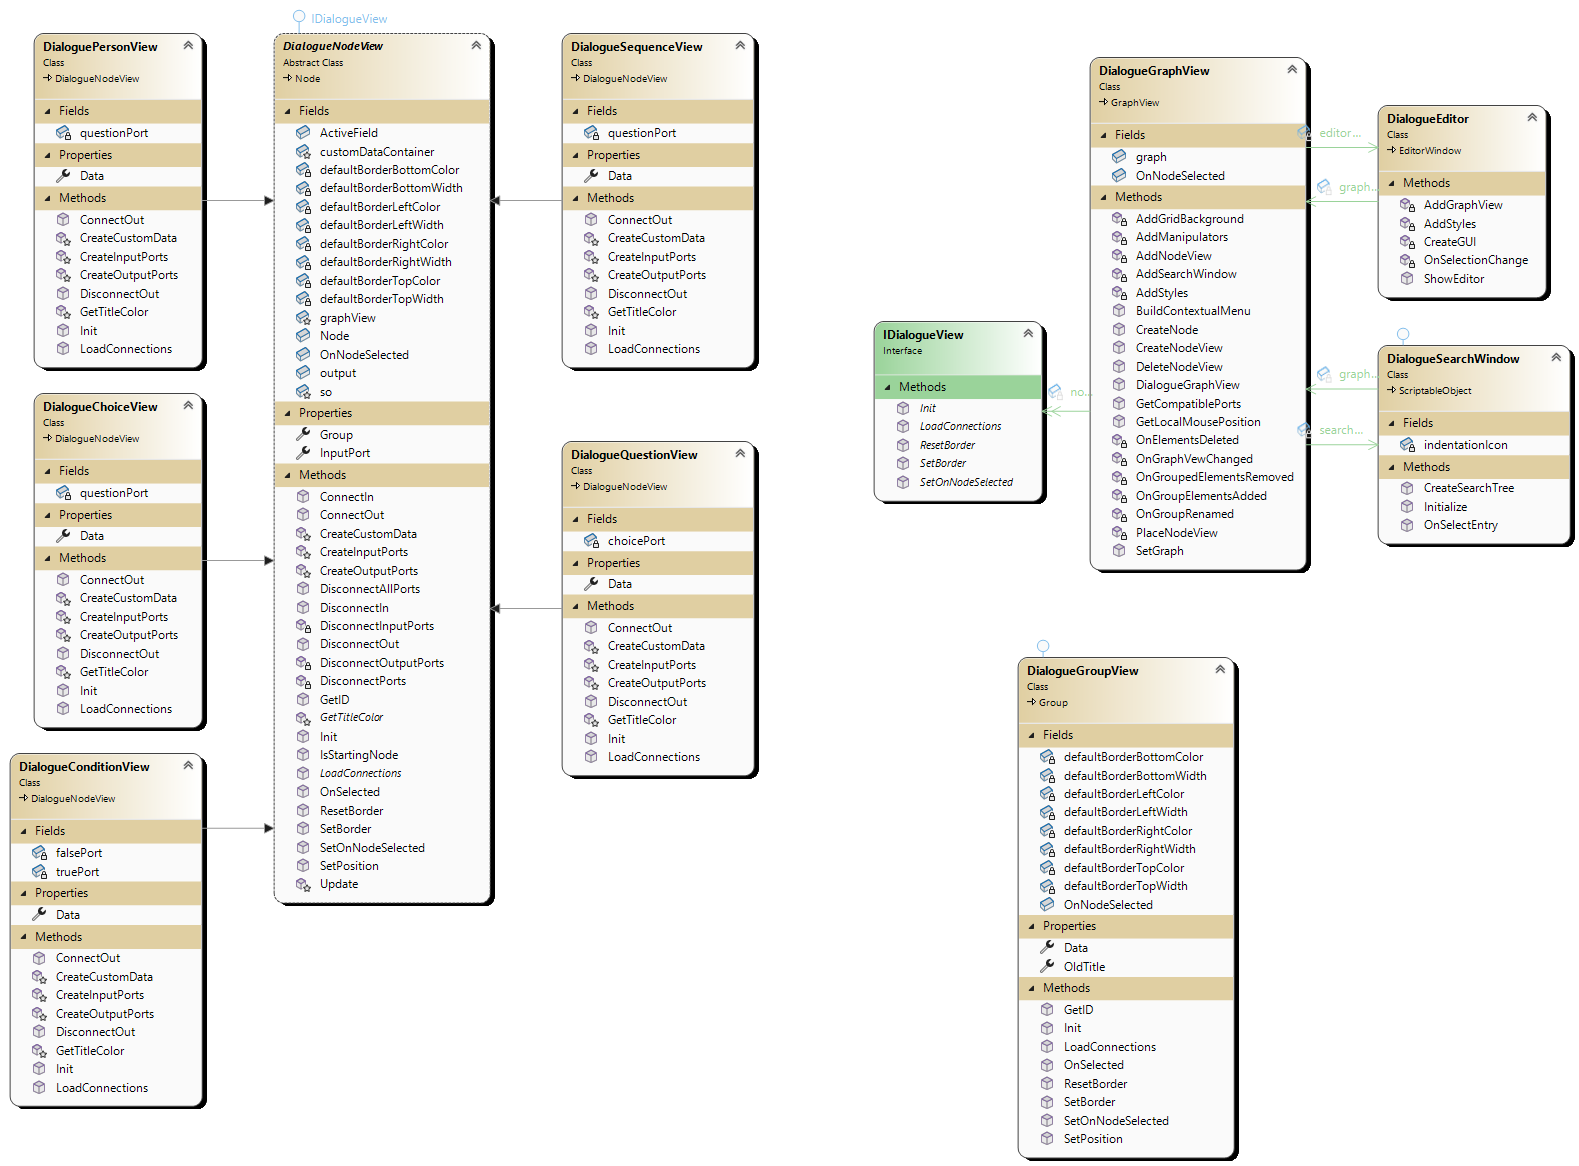 DialoguePersonView
Class
DialogueNodeView
Fields
questionPort
Properties
Data
Methods
ConnectOut
CreateCustomData
CreateInputPorts
CreateOutputPorts
DisconnectOut
GetTitleColor
Init
LoadConnections
DialogueChoiceView
Class
DialogueNodeView
Fields
questionPort
Properties
Data
Methods
ConnectOut
CreateCustomData
CreateInputPorts
CreateOutputPorts
DisconnectOut
GetTitleColor
Init
LoadConnections
DialogueConditionView
Class
DialogueNodeView
Fields
falsePort
truePort
Properties
Data
Methods
ConnectOut
CreateCustomData
CreateInputPorts
CreateOutputPorts
DisconnectOut
GetTitleColor
Init
LoadConnections
IDialogueView
DialogueNodeView
Abstract Class
Node
Fields
ActiveField
customDataContainer
defaultBorderBottomColor
defaultBorderBottomWidth
defaultBorderLeftColor
defaultBorderLeftWidth
defaultBorderRightColor
defaultBorderRightWidth
defaultBorderTopColor
defaultBorderTopWidth
graphView
Node
OnNodeSelected
output
so
Properties
Group
InputPort
Methods
ConnectIn
ConnectOut
CreateCustomData
CreateInputPorts
CreateOutputPorts
DisconnectAllPorts
DisconnectIn
DisconnectInputPorts
DisconnectOut
DisconnectOutputPorts
DisconnectPorts
GetID
GetTitleColor
Init
IsStartingNode
LoadConnections
OnSelected
ResetBorder
SetBorder
SetOnNodeSelected
SetPosition
Update
DialogueSequenceView
Class
DialogueNodeView
Fields
questionPort
Properties
Data
Methods
ConnectOut
CreateCustomData
CreateInputPorts
CreateOutputPorts
DisconnectOut
GetTitleColor
Init
LoadConnections
DialogueQuestionView
Class
DialogueNodeView
Fields
choicePort
Properties
Data
Methods
ConnectOut
CreateCustomData
CreateInputPorts
CreateOutputPorts
DisconnectOut
GetTitleColor
Init
LoadConnections
IDialogueView
Interface
Methods
Init
LoadConnections
ResetBorder
SetBorder
SetOnNodeSelected
no...
DialogueGraphView
Class
GraphView
Fields
graph
OnNodeSelected
Methods
AddGridBackground
AddManipulators
AddNodeView
AddSearchWindow
AddStyles
BuildContextualMenu
CreateNode
CreateNodeView
DeleteNodeView
DialogueGraphView
GetCompatiblePorts
GetLocalMousePosition
OnElementsDeleted
OnGraphVewChanged
OnGroupedElementsRemoved
OnGroupElementsAdded
OnGroupRenamed
PlaceNodeView
SetGraph
editor...
graph...
graph...
search...
DialogueEditor
Class
EditorWindow
Methods
AddGraphView
AddStyles
CreateGUI
OnSelectionChange
ShowEditor
DialogueSearchWindow
Class
ScriptableObject
Fields
indentationIcon
Methods
CreateSearchTree
Initialize
OnSelectEntry
DialogueGroupView
Class
Group
Fields
defaultBorderBottomColor
defaultBorderBottomWidth
defaultBorderLeftColor
defaultBorderLeftWidth
defaultBorderRightColor
defaultBorderRightWidth
defaultBorderTopColor
defaultBorderTopWidth
OnNodeSelected
Properties
Data
OldTitle
Methods
GetID
Init
LoadConnections
OnSelected
ResetBorder
SetBorder
SetOnNodeSelected
SetPosition